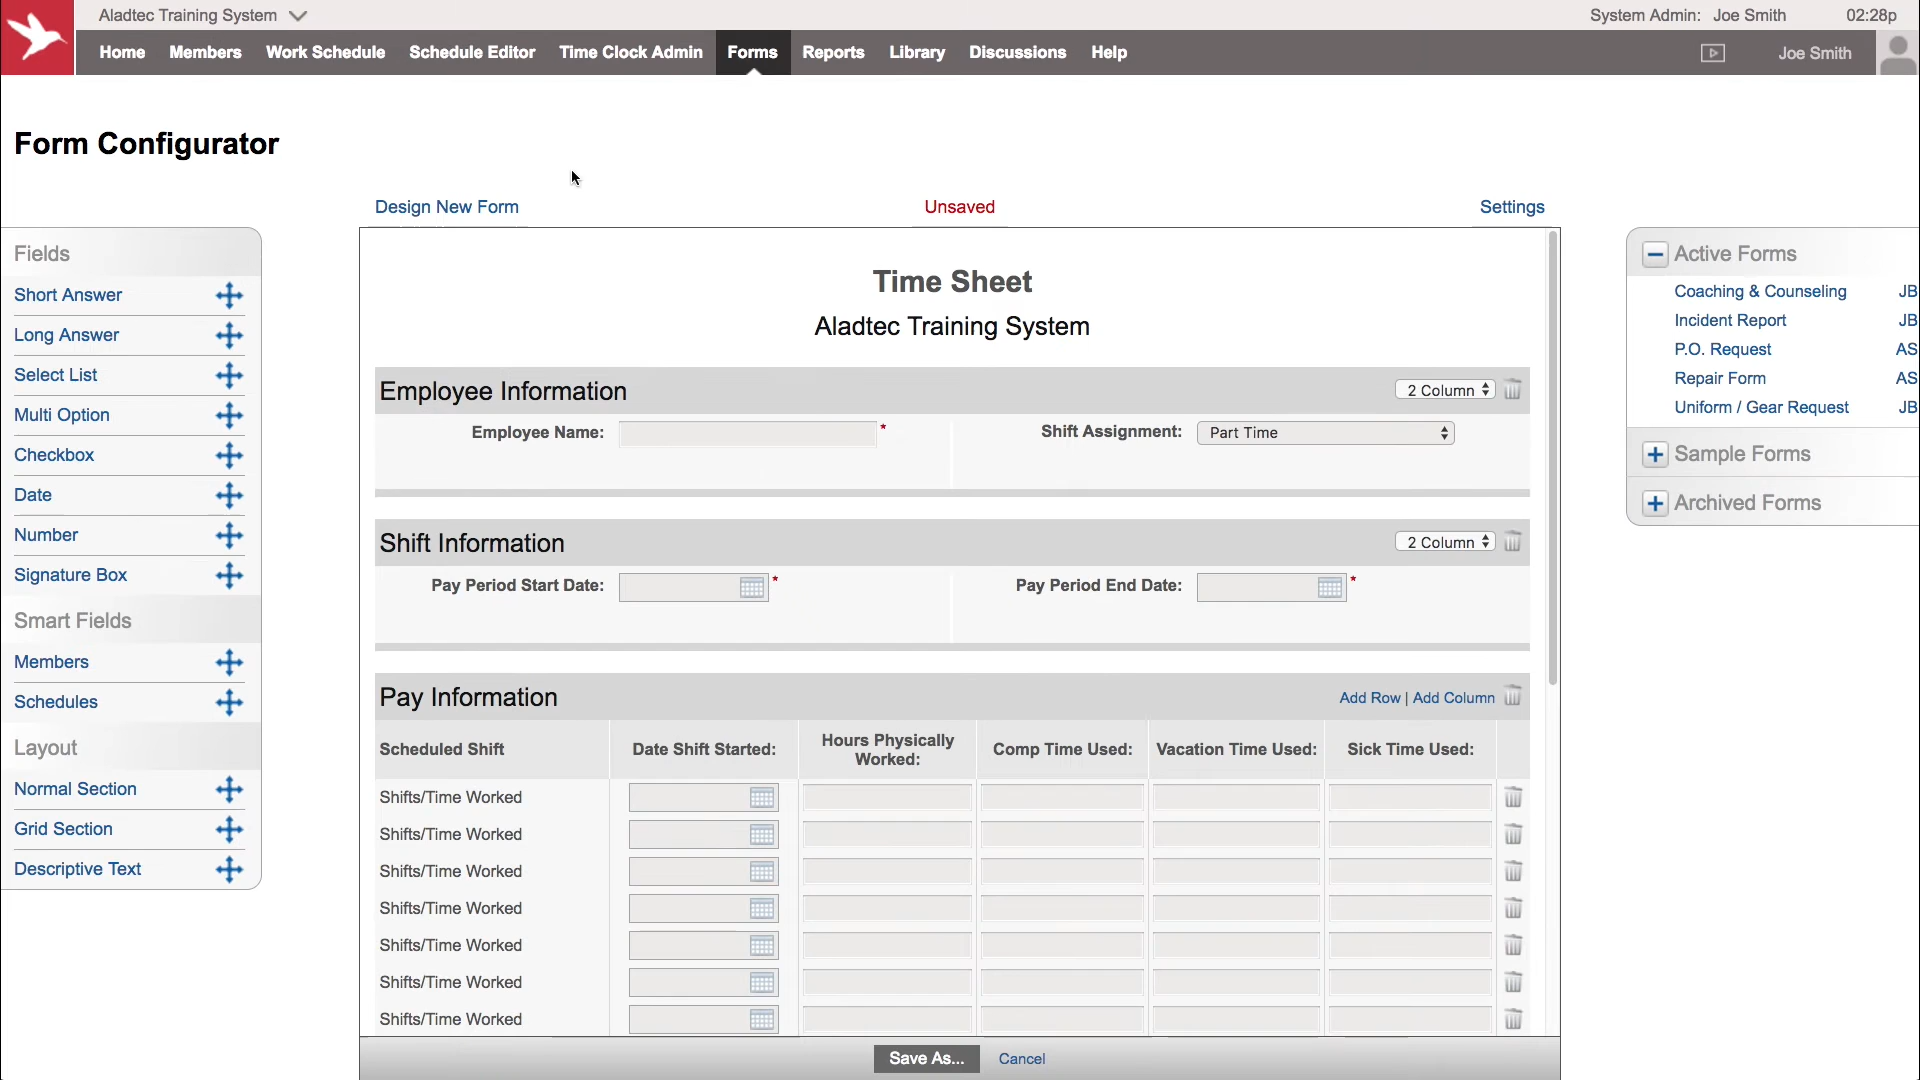 Aladtec Training System
System Admin: Joe Smith 02:28p
Home Members Work Schedule Schedule Editor Time Clock Admin Forms Reports Library Discussions Help
Joe Smith
Form Configurator
Design New Form
Unsaved
Settings
Fields
Short Answer
Long Answer
Select List
Multi Option
Checkbox
Date
Number
Signature Box
Smart Fields
Members
Schedules
Layout
Normal Section
Grid Section
Descriptive Text
Time Sheet
Aladtec Training System
Employee Information
2 Column
Employee Name: *
Shift Assignment: Part Time
Shift Information
2 Column
Pay Period Start Date: *
Pay Period End Date: *
Pay Information
Add Row | Add Column
Scheduled Shift
Date Shift Started:
Hours Physically
Worked:
Comp Time Used:
Vacation Time Used:
Sick Time Used:
Shifts/Time Worked
Shifts/Time Worked
Shifts/Time Worked
Shifts/Time Worked
Shifts/Time Worked
Shifts/Time Worked
Shifts/Time Worked
Save As... Cancel
Active Forms
Coaching & Counseling JB
Incident Report JB
P.O. Request AS
Repair Form AS
Uniform / Gear Request JB
Sample Forms
Archived Forms